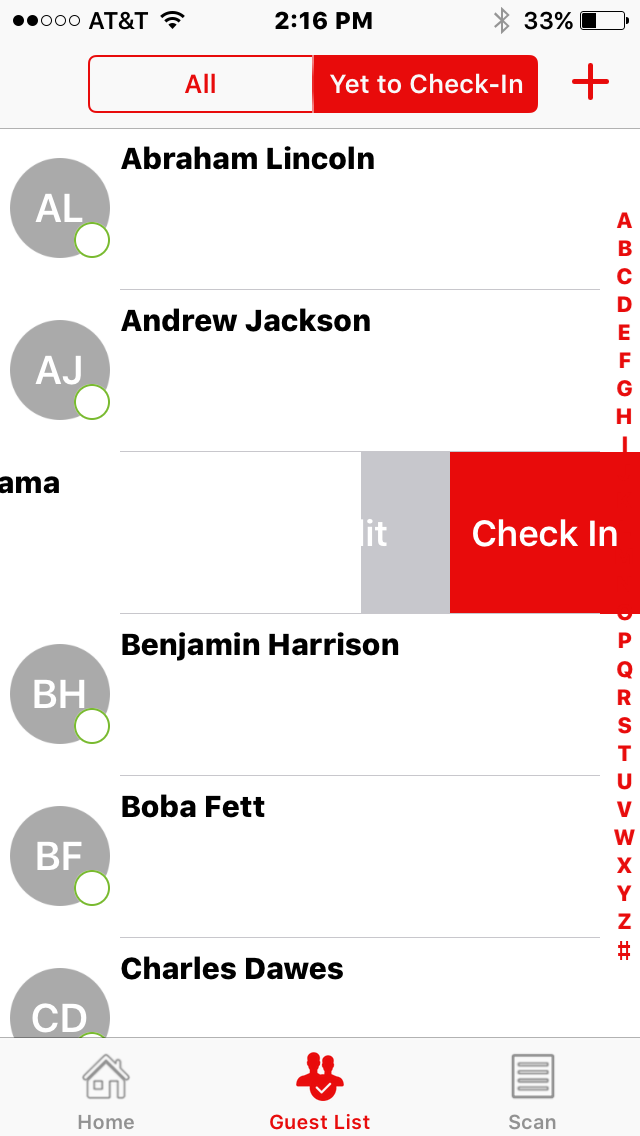 AT&T 2:16 PM 33%
All Yet to Check-In +
Abraham Lincoln
AL
A
B
C
D
E
Andrew Jackson
AJ
F
G
H
I
ama
lit Check In
Benjamin Harrison
BH
P
Q
R
S
T
U
Boba Fett
BF
V
W
X
Y
Z
#
Charles Dawes
CD
Home Guest List Scan